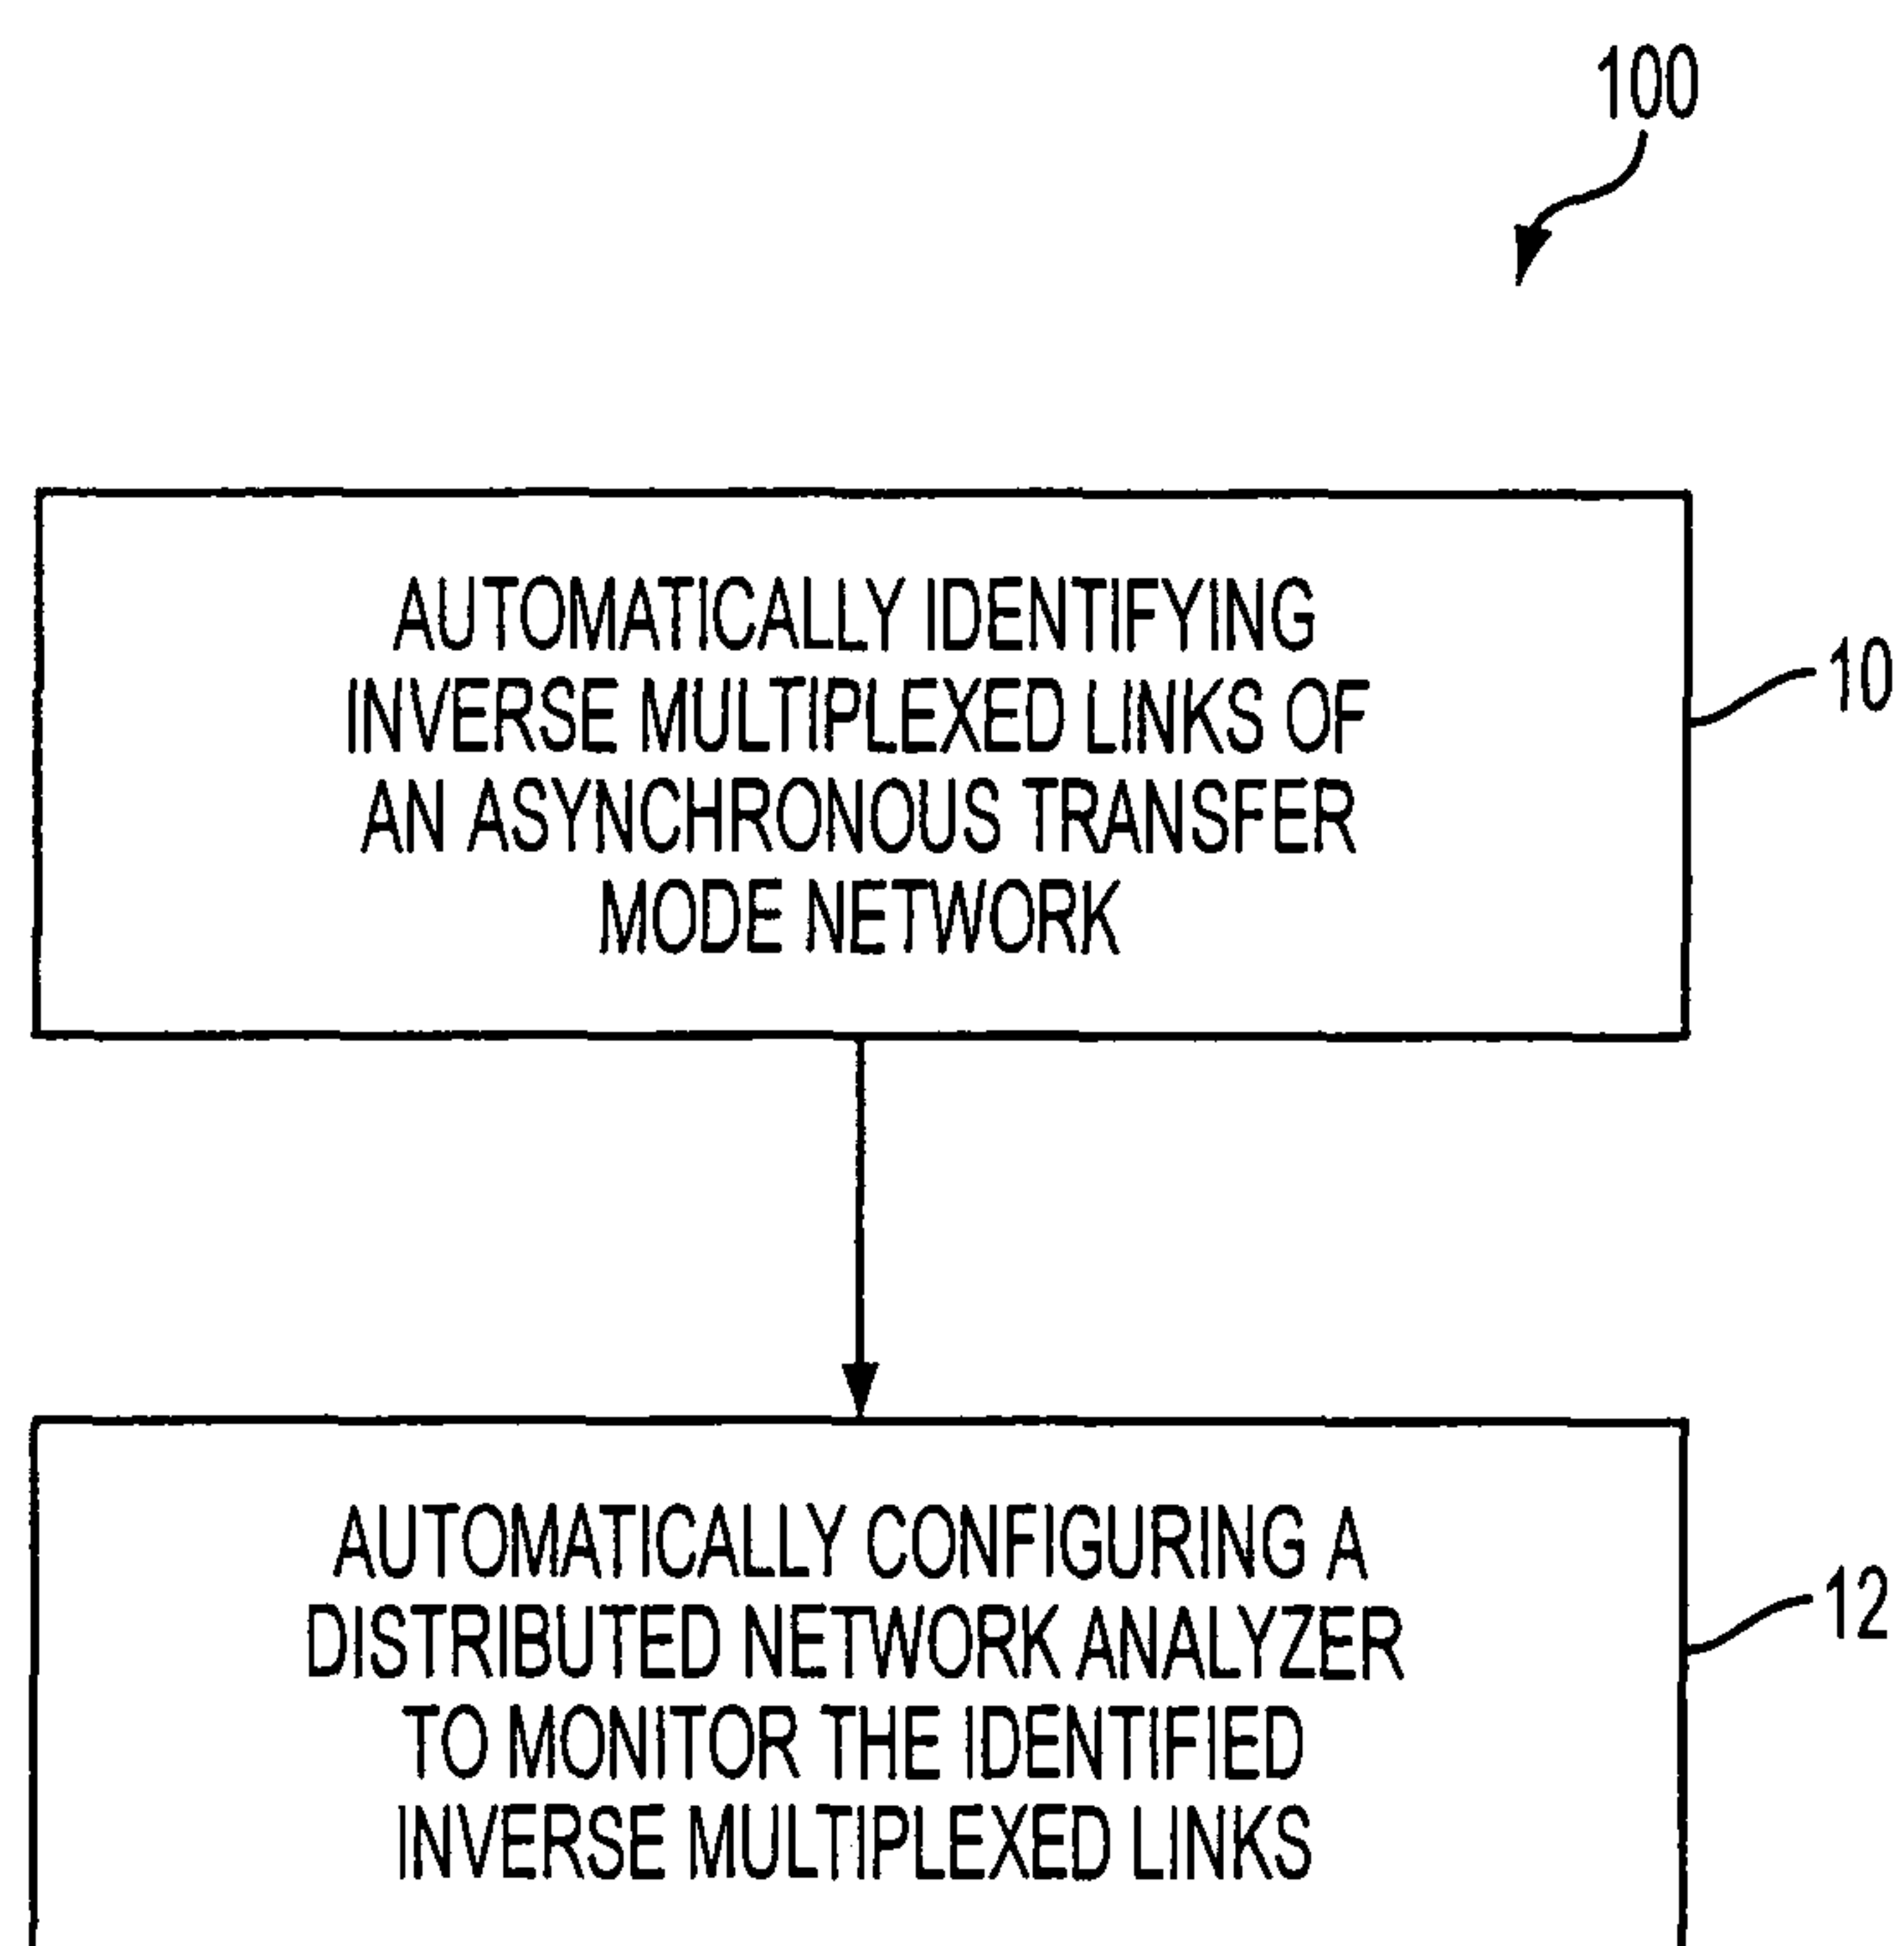 100
AUTOMATICALLY IDENTIFYING
INVERSE MULTIPLEXED LINKS OF
AN ASYNCHRONOUS TRANSFER
MODE NETWORK
10
AUTOMATICALLY CONFIGURING A
DISTRIBUTED NETWORK ANALYZER
TO MONITOR THE IDENTIFIED
INVERSE MULTIPLEXED LINKS
12